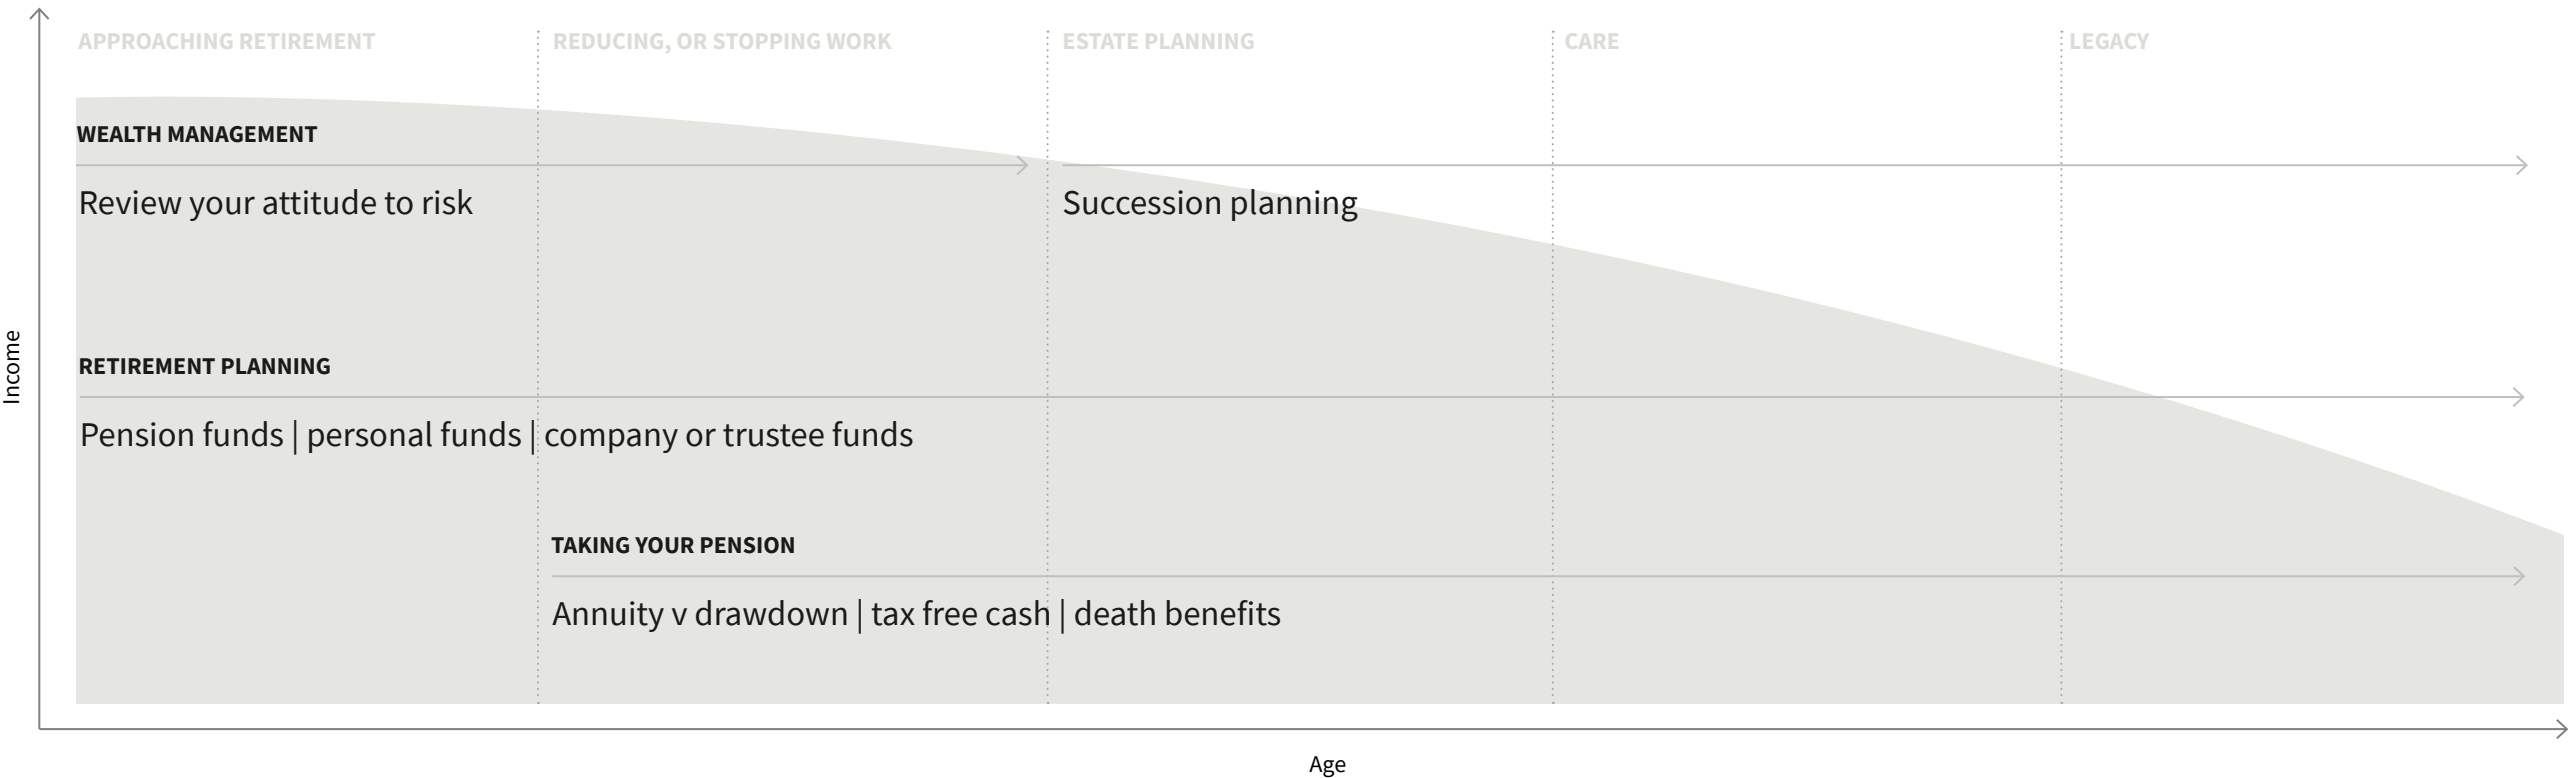 APPROACHING RETIREMENT
REDUCING, OR STOPPING WORK
ESTATE PLANNING
CARE
LEGACY
WEALTH MANAGEMENT
Review your attitude to risk
Succession planning
Income
RETIREMENT PLANNING
Pension funds | personal funds | company or trustee funds
TAKING YOUR PENSION
Annuity v drawdown | tax free cash | death benefits
Age